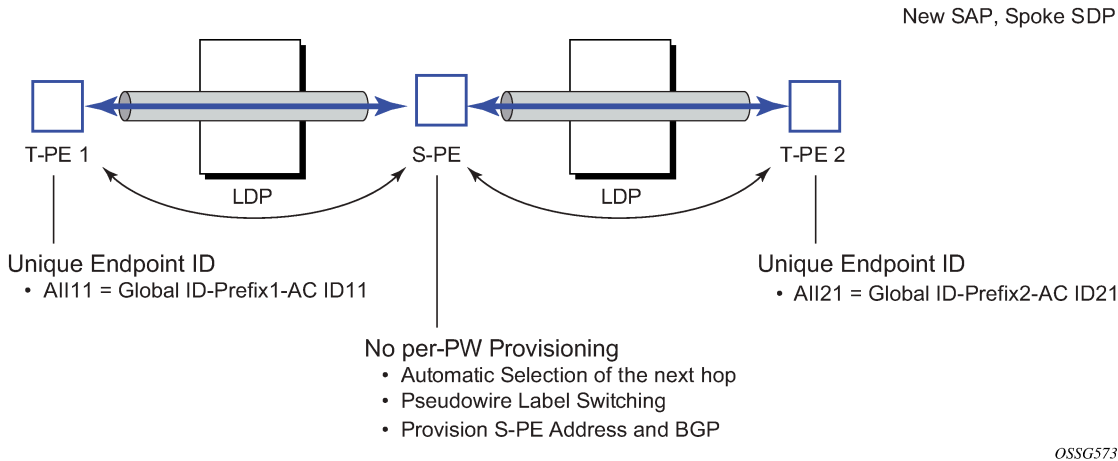 New SAP, Spoke SDP
T-PE 1
S-PE
T-PE 2
LDP
LDP
Unique Endpoint ID
• AII11 = Global ID-Prefix1-AC ID11
Unique Endpoint ID
• AII21 = Global ID-Prefix2-AC ID21
No per-PW Provisioning
• Automatic Selection of the next hop
• Pseudowire Label Switching
• Provision S-PE Address and BGP
OSSG573